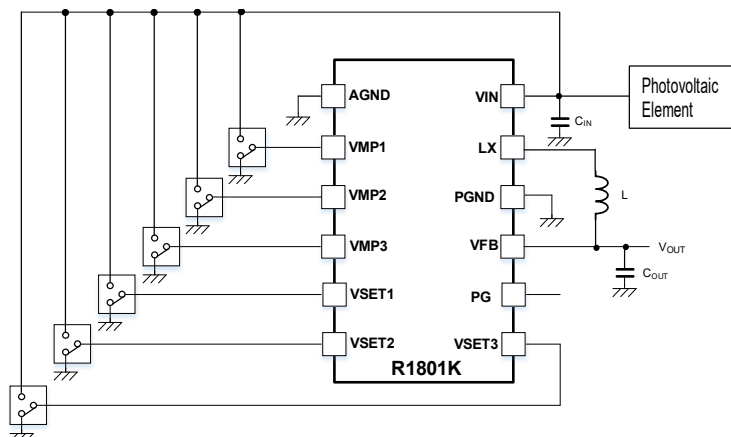 AGND
VMP1
VMP2
VMP3
VSET1
VSET2
VIN
LX
PGND
VFB
PG
VSET3
R1801K
Photovoltaic
Element
CIN
L
VOUT
COUT